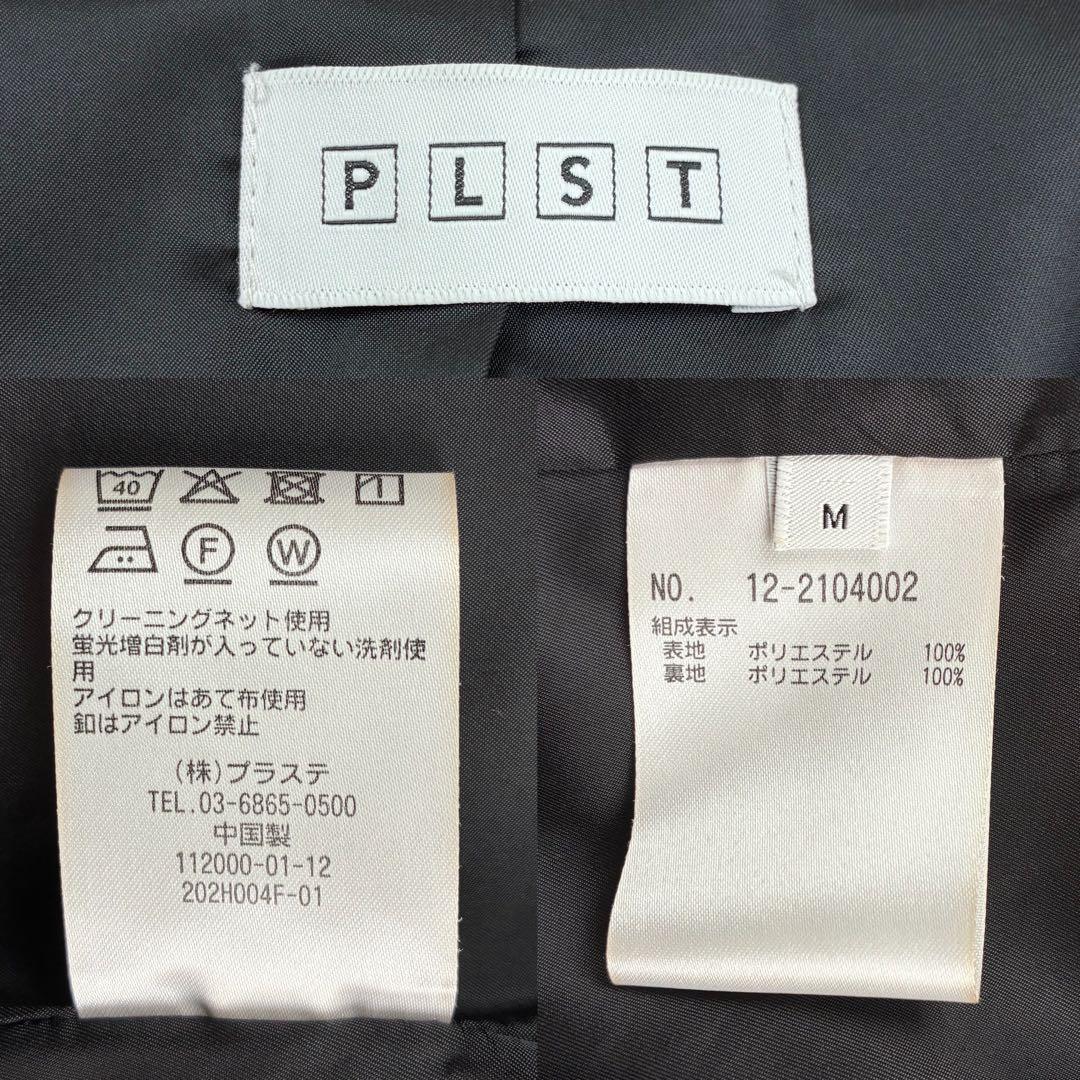 PLST
40
F W
クリーニングネット使用
蛍光増白剤が入っていない洗剤使
用
アイロンはあて布使用
釦はアイロン禁止
(株)プラステ
TEL.03-6865-0500
中国製
112000-01-12
202H004F-01
M
NO. 12-2104002
組成表示
表地 ポリエステル 100%
裏地 ポリエステル 100%